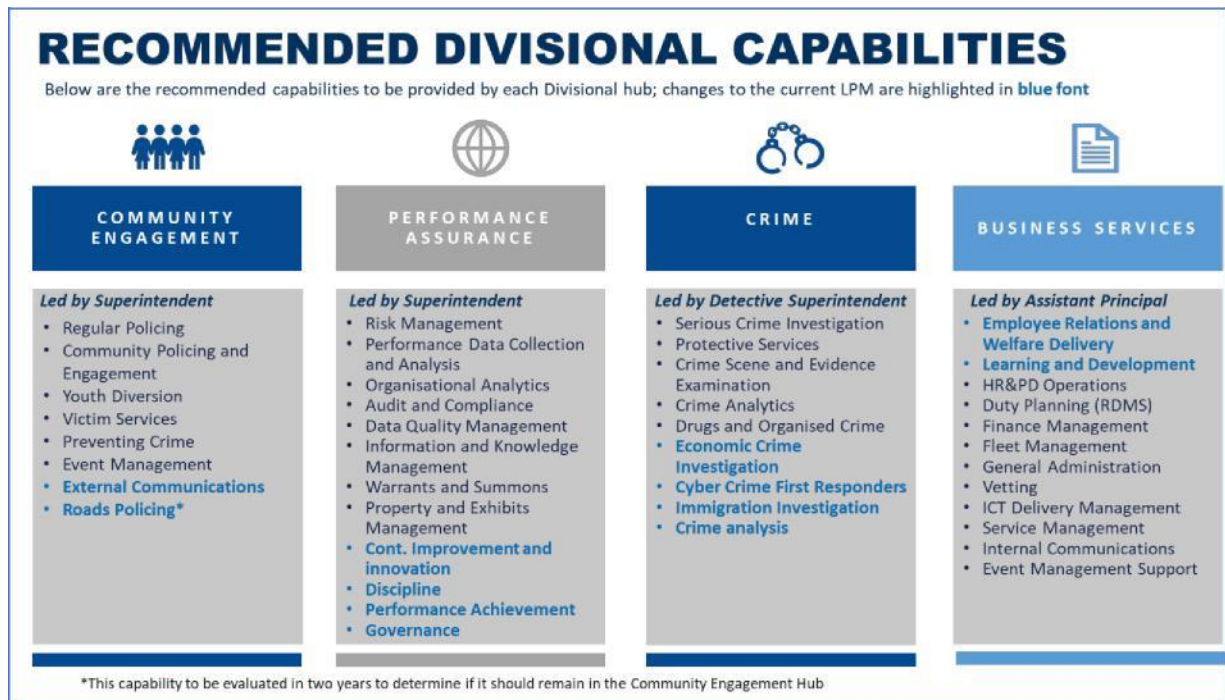 RECOMMENDED DIVISIONAL CAPABILITIES
Below are the recommended capabilities to be provided by each Divisional hub; changes to the current LPM are highlighted in blue font
COMMUNITY
ENGAGEMENT
Led by Superintendent
• Regular Policing
• Community Policing and
Engagement
• Youth Diversion
• Victim Services
• Preventing Crime
• Event Management
• External Communications
• Roads Policing*
PERFORMANCE
ASSURANCE
Led by Superintendent
• Risk Management
• Performance Data Collection
and Analysis
• Organisational Analytics
• Audit and Compliance
• Data Quality Management
• Information and Knowledge
Management
• Warrants and Summons
• Property and Exhibits
Management
• Cont. Improvement and
innovation
• Discipline
• Performance Achievement
• Governance
CRIME
Led by Detective Superintendent
• Serious Crime Investigation
• Protective Services
• Crime Scene and Evidence
Examination
• Crime Analytics
• Drugs and Organised Crime
• Economic Crime
Investigation
• Cyber Crime First Responders
• Immigration Investigation
• Crime analysis
BUSINESS SERVICES
Led by Assistant Principal
• Employee Relations and
Welfare Delivery
• Learning and Development
• HR&PD Operations
• Duty Planning (RDMS)
• Finance Management
• Fleet Management
• General Administration
• Vetting
• ICT Delivery Management
• Service Management
• Internal Communications
• Event Management Support
*This capability to be evaluated in two years to determine if it should remain in the Community Engagement Hub